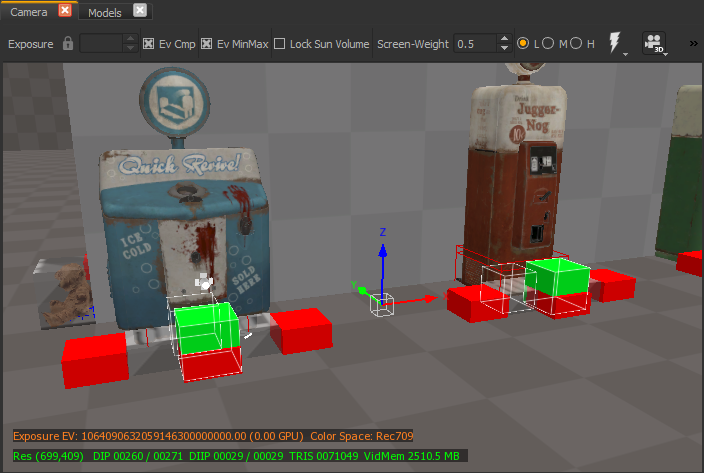 Camera
Models
Exposure
Ev Cmp
Ev MinMax
Lock Sun Volume
Screen-Weight
0.5
L
M
H
3D
»
Quick Revive!
ICE COLD
SOLD HERE
Jugger-
Nog
10¢
Z
Y
Exposure EV: 1064090632059146300000000.00 (0.00 GPU) Color Space: Rec709
Res (699,409) DIP 00260 / 00271 DIIP 00029 / 00029 TRIS 0071049 VidMem 2510.5 MB